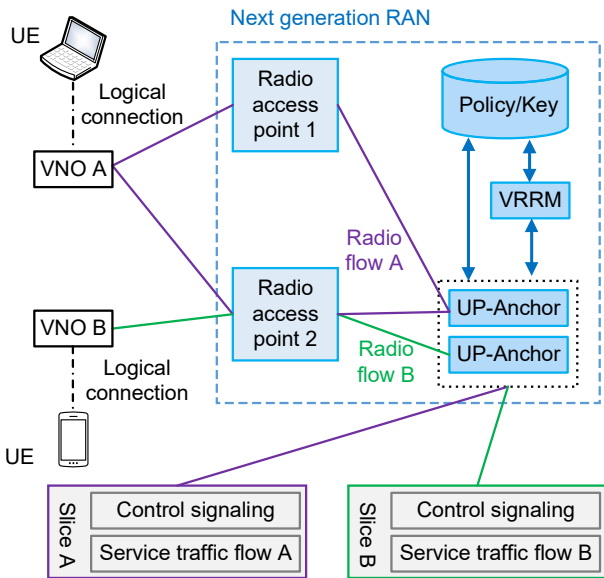 Next generation RAN
UE
Logical
connection
VNO A
Radio
access
point 1
Policy/Key
VRRM
Radio
flow A
Radio
access
point 2
UP-Anchor
UP-Anchor
Radio
flow B
VNO B
Logical
connection
UE
Slice A
Control signaling
Service traffic flow A
Slice B
Control signaling
Service traffic flow B